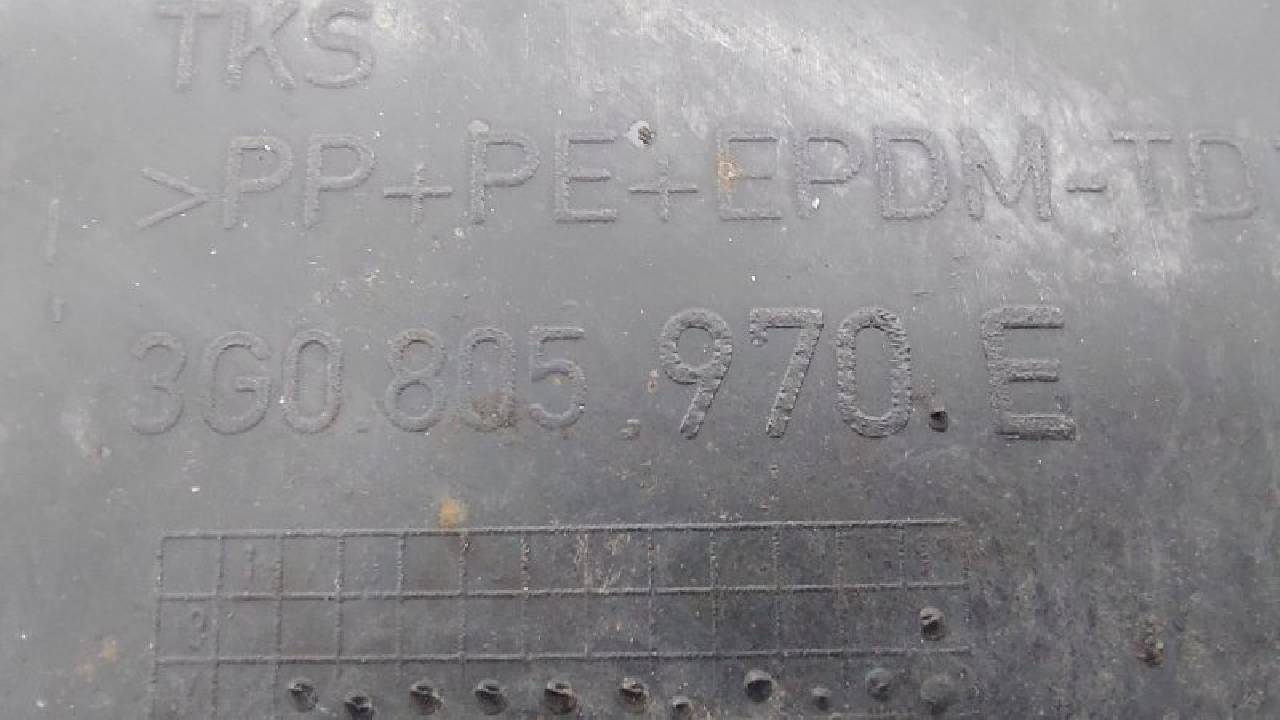 TKS
>PP+PE+EPDM-TD
3G0.805.970.E